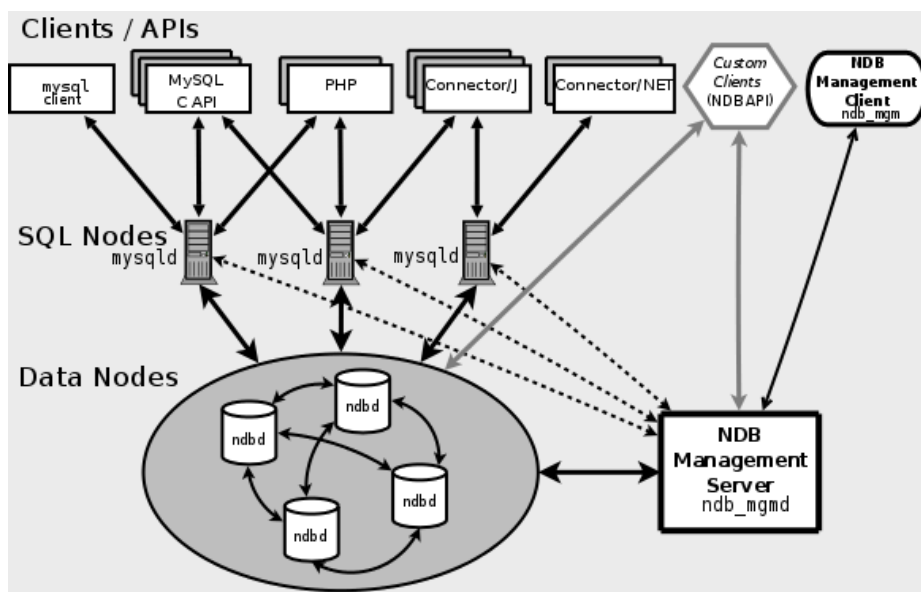 Clients / APIs
mysql
client
MySQL
C API
PHP
Connector/J
Connector/NET
Custom
Clients
(NDBAPI)
NDB
Management
Client
ndb_mgm
SQL Nodes
mysqld
mysqld
mysqld
Data Nodes
ndbd
ndbd
ndbd
ndbd
NDB
Management
Server
ndb_mgmd